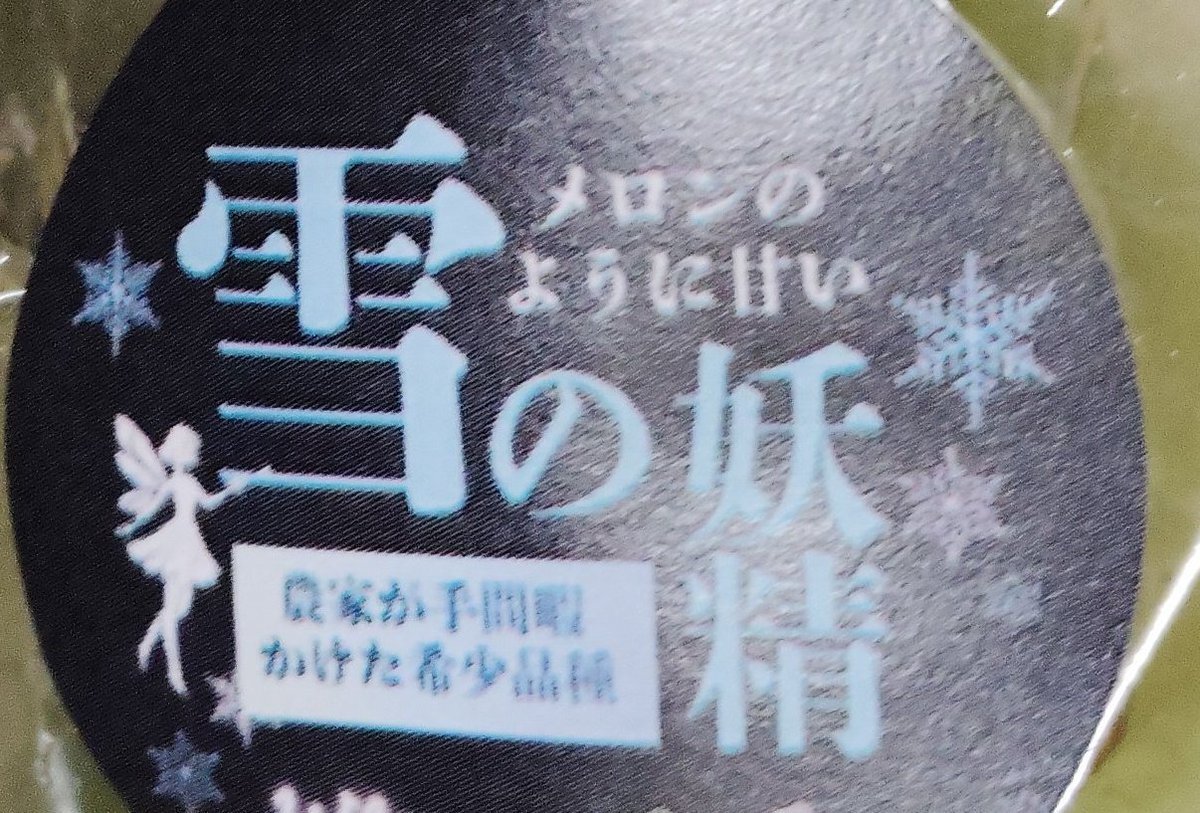 メロンの
ように甘い
雪の妖精
農家が手間暇
かけた希少品種